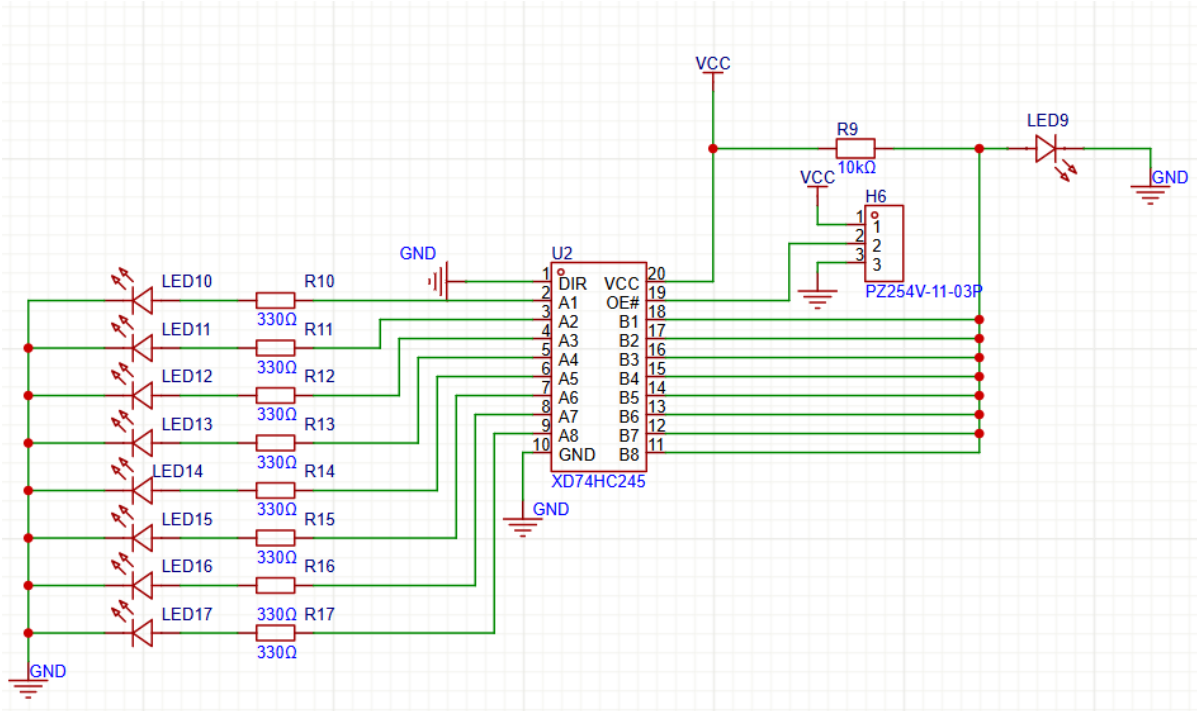 VCC
LED9
R9
10kΩ
GND
VCC
H6
1
1
2
2
3
3
PZ254V-11-03P
GND
U2
1
DIR
VCC
20
2
A1
OE#
19
3
A2
B1
18
4
A3
B2
17
5
A4
B3
16
6
A5
B4
15
7
A6
B5
14
8
A7
B6
13
9
A8
B7
12
10
GND
B8
11
XD74HC245
GND
LED10
R10
330Ω
LED11
R11
330Ω
LED12
R12
330Ω
LED13
R13
330Ω
LED14
R14
330Ω
LED15
R15
330Ω
LED16
R16
330Ω
LED17
R17
330Ω
GND